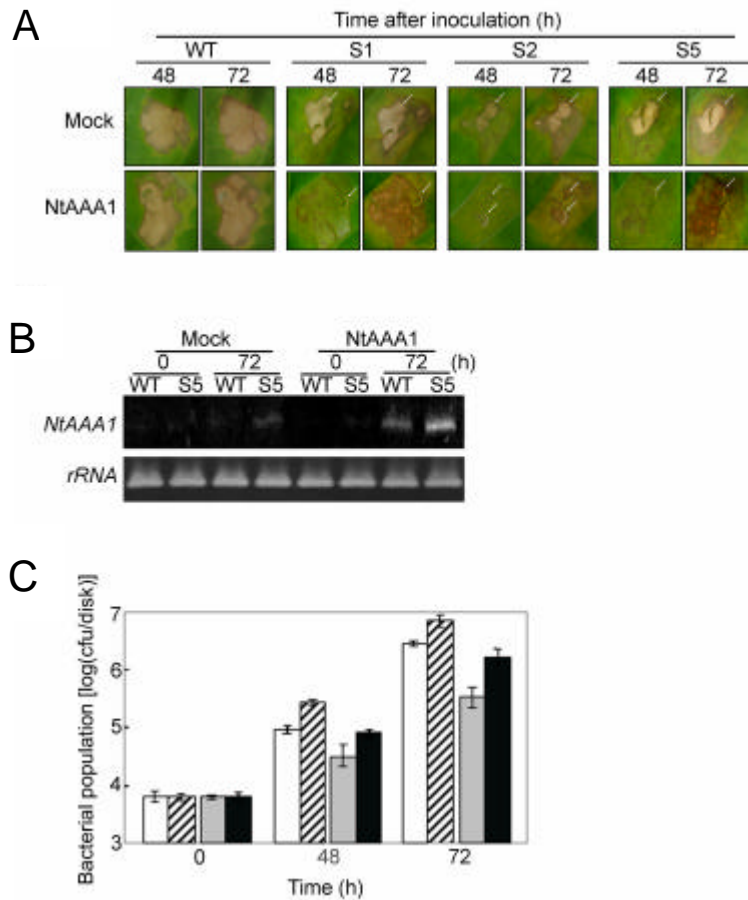 A
Time after inoculation (h)
WT S1 S2 S5
48 72 48 72 48 72 48 72
Mock
NtAAA1
B
Mock NtAAA1
0 72 0 72 (h)
WT S5 WT S5 WT S5 WT S5
NtAAA1
rRNA
C
Bacterial population [log(cfu/disk)]
7
6
5
4
3
0 48 72
Time (h)